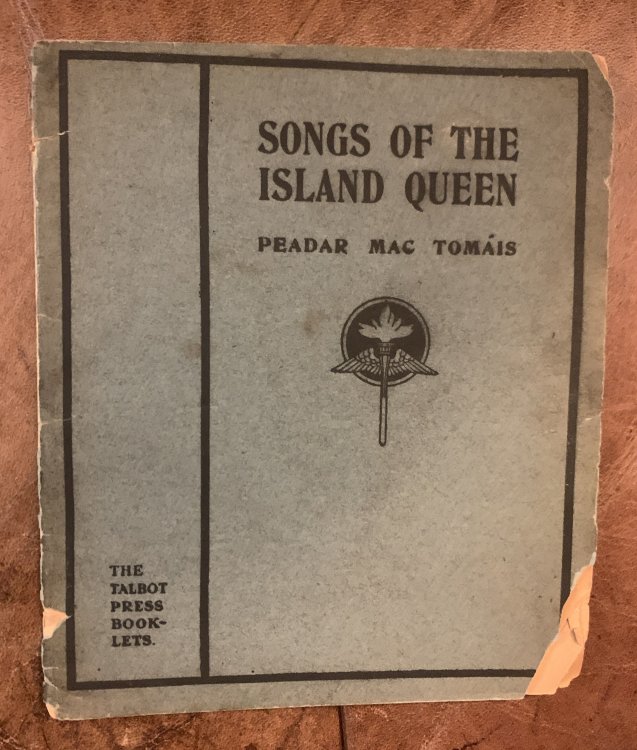 SONGS OF THE
ISLAND QUEEN
PEADAR MAC TOMÁIS
THE
TALBOT
PRESS
BOOK-
LETS.